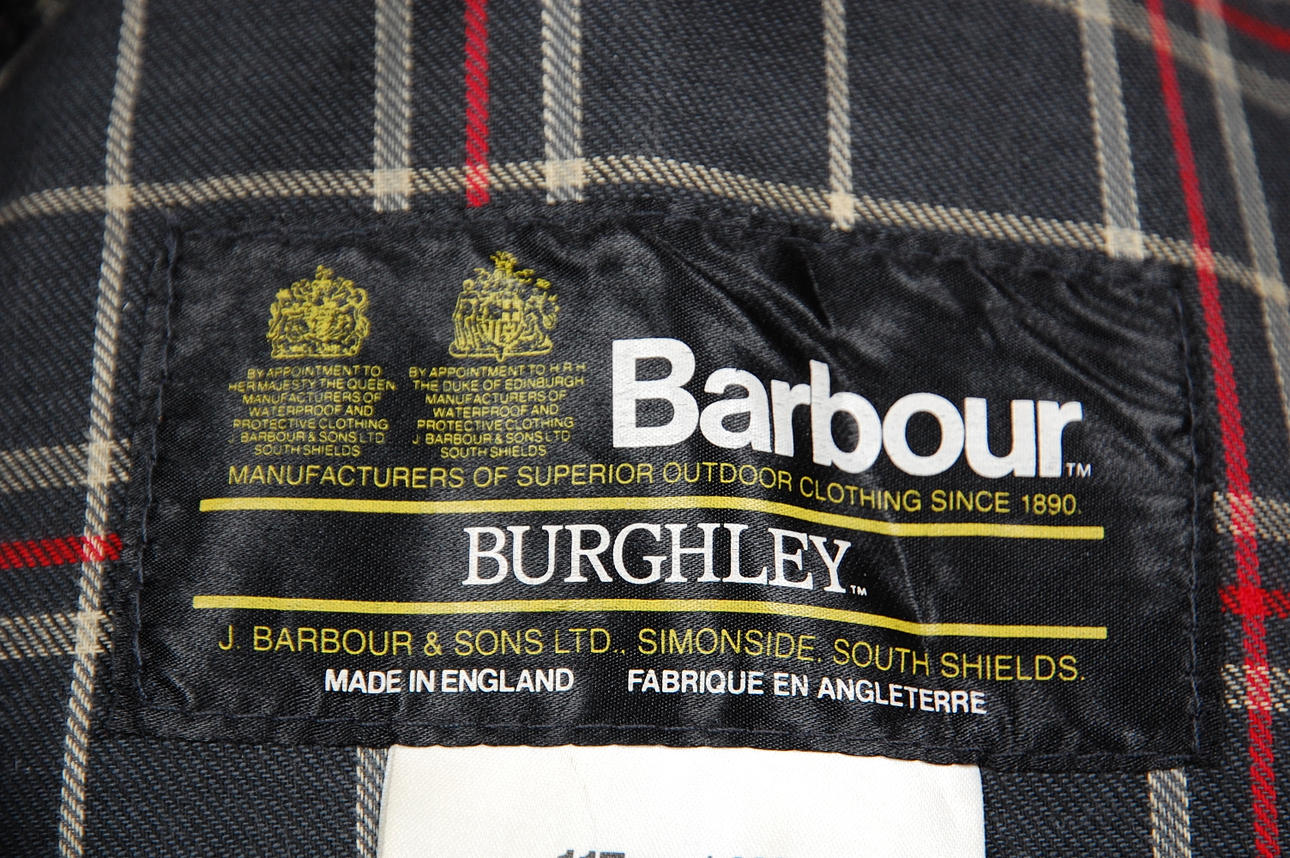 BY APPOINTMENT TO
HER MAJESTY THE QUEEN
MANUFACTURERS OF
WATERPROOF AND
PROTECTIVE CLOTHING
J. BARBOUR & SONS LTD
SOUTH SHIELDS
BY APPOINTMENT TO H.R.H.
THE DUKE OF EDINBURGH
MANUFACTURERS OF
WATERPROOF AND
PROTECTIVE CLOTHING
J. BARBOUR & SONS LTD
SOUTH SHIELDS
Barbour™
MANUFACTURERS OF SUPERIOR OUTDOOR CLOTHING SINCE 1890.
BURGHLEY™
J. BARBOUR & SONS LTD., SIMONSIDE, SOUTH SHIELDS.
MADE IN ENGLAND FABRIQUE EN ANGLETERRE